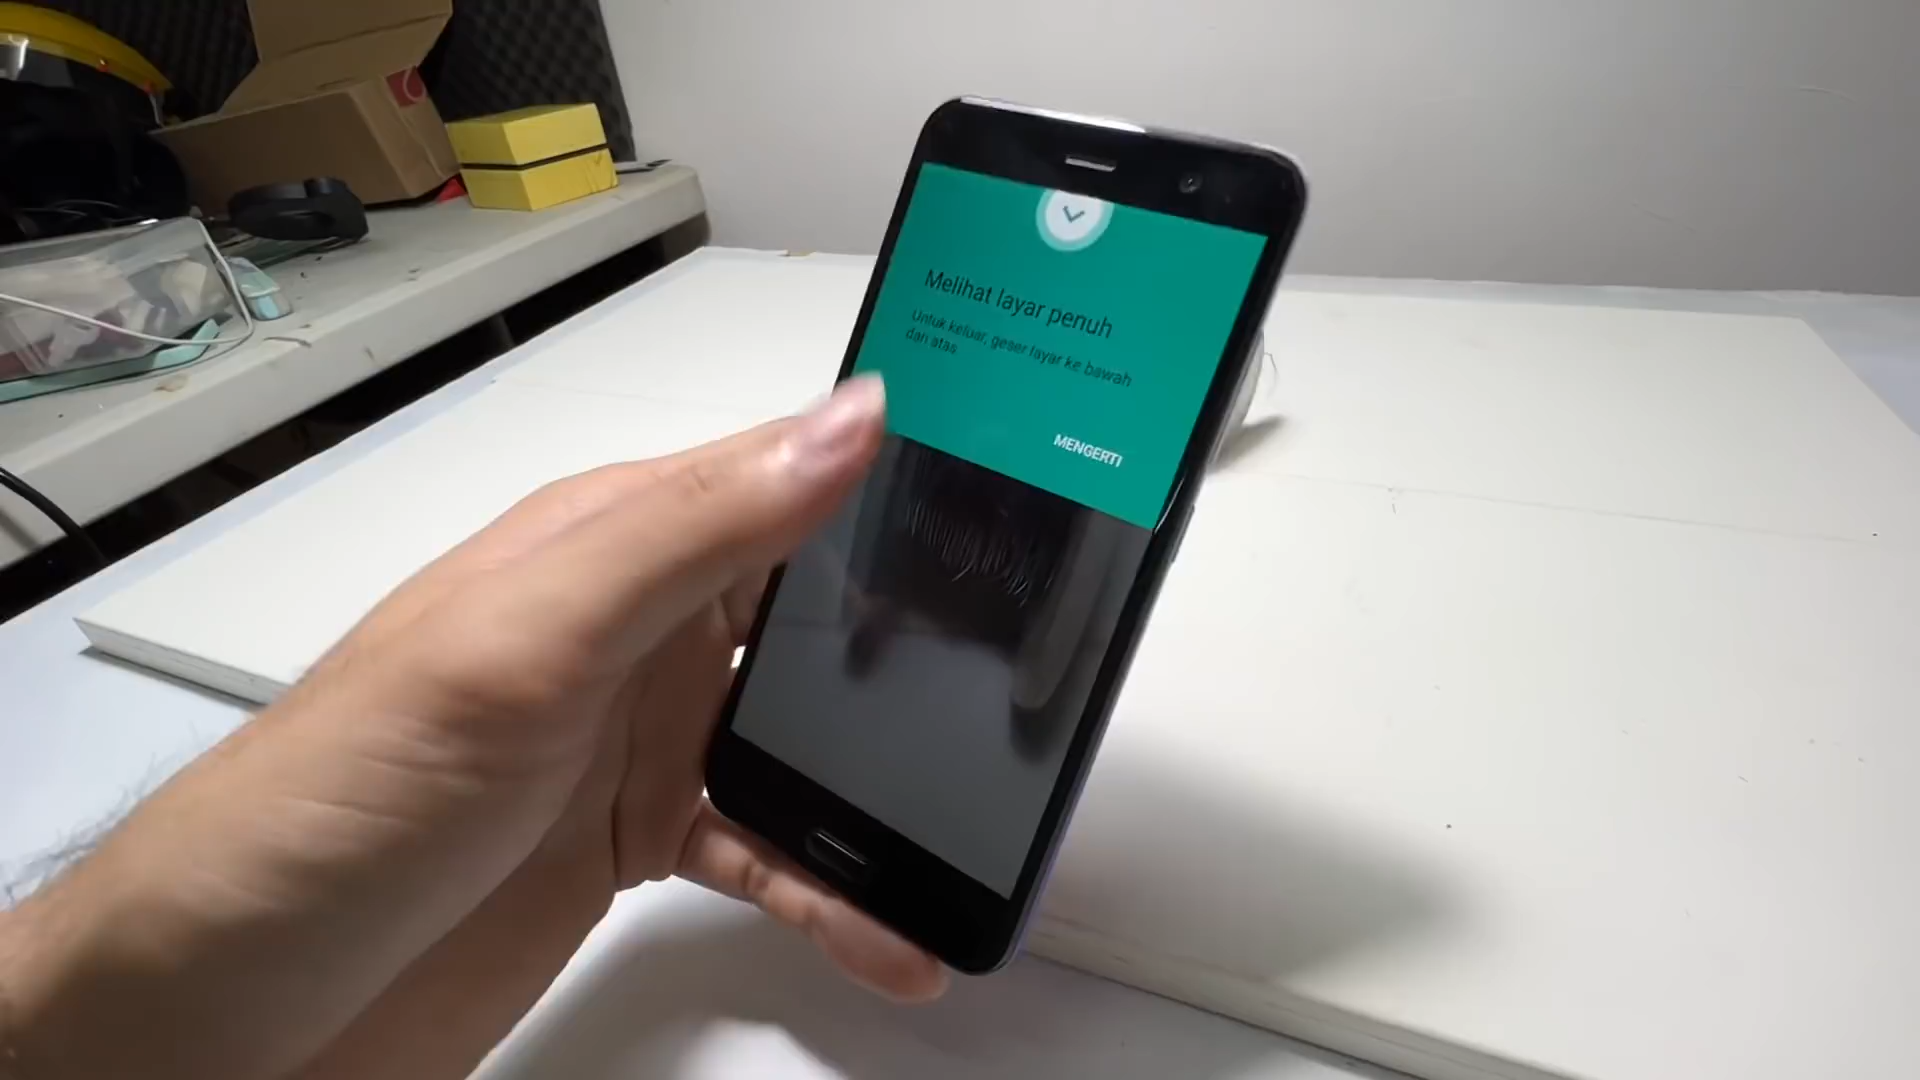 Melihat layar penuh
Untuk keluar, geser layar ke bawah
dari atas
MENGERTI